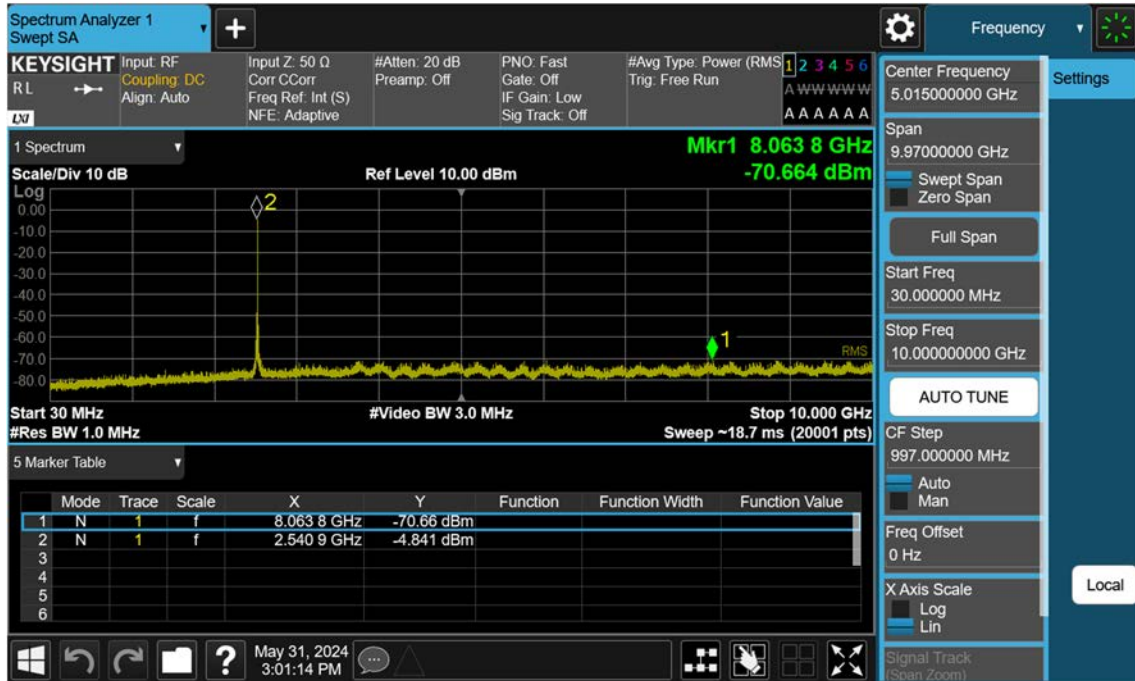 Spectrum Analyzer 1
Swept SA
+
Frequency
KEYSIGHT
RL
LXI
Input: RF
Coupling: DC
Align: Auto
Input Z: 50 Ω
Corr CCorr
Freq Ref: Int (S)
NFE: Adaptive
#Atten: 20 dB
Preamp: Off
PNO: Fast
Gate: Off
IF Gain: Low
Sig Track: Off
#Avg Type: Power (RMS
Trig: Free Run
1 2 3 4 5 6
A W W W W W
A A A A A A
1 Spectrum
Mkr1 8.063 8 GHz
Scale/Div 10 dB
Ref Level 10.00 dBm
-70.664 dBm
Log
0.00
-10.0
-20.0
-30.0
-40.0
-50.0
-60.0
-70.0
-80.0
2
1
RMS
Start 30 MHz
#Video BW 3.0 MHz
Stop 10.000 GHz
#Res BW 1.0 MHz
Sweep ~18.7 ms (20001 pts)
5 Marker Table
Mode Trace Scale X Y Function Function Width Function Value
1 N 1 f 8.063 8 GHz -70.66 dBm
2 N 1 f 2.540 9 GHz -4.841 dBm
3
4
5
6
?
May 31, 2024
3:01:14 PM
Center Frequency
5.015000000 GHz
Span
9.97000000 GHz
Swept Span
Zero Span
Full Span
Start Freq
30.000000 MHz
Stop Freq
10.000000000 GHz
AUTO TUNE
CF Step
997.000000 MHz
Auto
Man
Freq Offset
0 Hz
X Axis Scale
Log
Lin
Signal Track
(Span Zoom)
Settings
Local